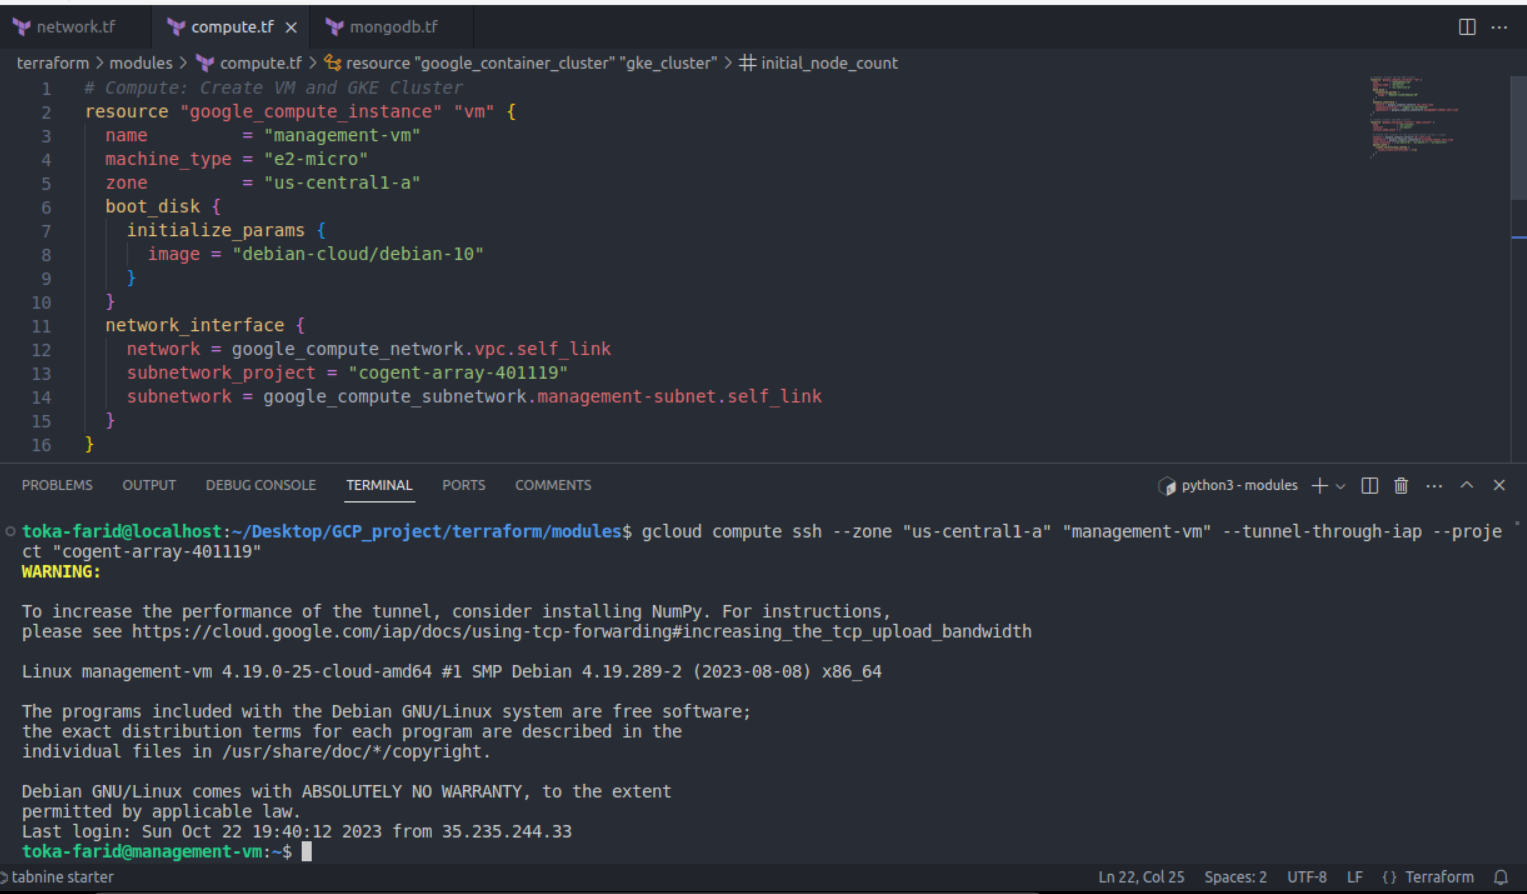 network.tf compute.tf mongodb.tf
terraform > modules > compute.tf > resource "google_container_cluster" "gke_cluster" > initial_node_count
1 # Compute: Create VM and GKE Cluster
2 resource "google_compute_instance" "vm" {
3 name = "management-vm"
4 machine_type = "e2-micro"
5 zone = "us-central1-a"
6 boot_disk {
7 initialize_params {
8 image = "debian-cloud/debian-10"
9 }
10 }
11 network_interface {
12 network = google_compute_network.vpc.self_link
13 subnetwork_project = "cogent-array-401119"
14 subnetwork = google_compute_subnetwork.management-subnet.self_link
15 }
16 }
PROBLEMS OUTPUT DEBUG CONSOLE TERMINAL PORTS COMMENTS python3 - modules
toka-farid@localhost:~/Desktop/GCP_project/terraform/modules$ gcloud compute ssh --zone "us-central1-a" "management-vm" --tunnel-through-iap --proje
ct "cogent-array-401119"
WARNING:
To increase the performance of the tunnel, consider installing NumPy. For instructions,
please see https://cloud.google.com/iap/docs/using-tcp-forwarding#increasing_the_tcp_upload_bandwidth
Linux management-vm 4.19.0-25-cloud-amd64 #1 SMP Debian 4.19.289-2 (2023-08-08) x86_64
The programs included with the Debian GNU/Linux system are free software;
the exact distribution terms for each program are described in the
individual files in /usr/share/doc/*/copyright.
Debian GNU/Linux comes with ABSOLUTELY NO WARRANTY, to the extent
permitted by applicable law.
Last login: Sun Oct 22 19:40:12 2023 from 35.235.244.33
toka-farid@management-vm:~$
tabnine starter Ln 22, Col 25 Spaces: 2 UTF-8 LF {} Terraform